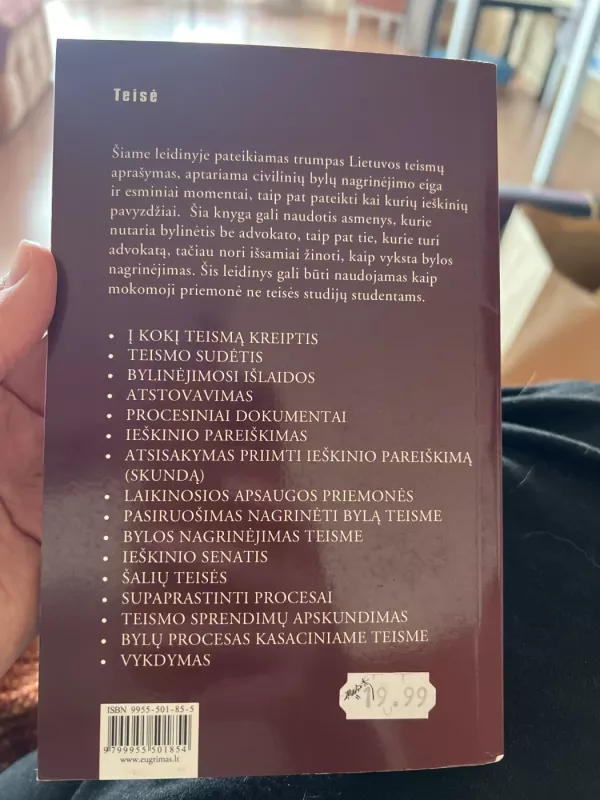 Teisė
Šiame leidinyje pateikiamas trumpas Lietuvos teismų
aprašymas, aptariama civilinių bylų nagrinėjimo eiga
ir esminiai momentai, taip pat pateikti kai kurių ieškinių
pavyzdžiai. Šia knyga gali naudotis asmenys, kurie
nutaria bylinėtis be advokato, taip pat tie, kurie turi
advokatą, tačiau nori išsamiai žinoti, kaip vyksta bylos
nagrinėjimas. Šis leidinys gali būti naudojamas kaip
mokomoji priemonė ne teisės studijų studentams.
• Į KOKĮ TEISMĄ KREIPTIS
• TEISMO SUDĖTIS
• BYLINĖJIMOSI IŠLAIDOS
• ATSTOVAVIMAS
• PROCESINIAI DOKUMENTAI
• IEŠKINIO PAREIŠKIMAS
• ATSISAKYMAS PRIIMTI IEŠKINIO PAREIŠKIMĄ
(SKUNDĄ)
• LAIKINOSIOS APSAUGOS PRIEMONĖS
• PASIRUOŠIMAS NAGRINĖTI BYLĄ TEISME
• BYLOS NAGRINĖJIMAS TEISME
• IEŠKINIO SENATIS
• ŠALIŲ TEISĖS
• SUPAPRASTINTI PROCESAI
• TEISMO SPRENDIMŲ APSKUNDIMAS
• BYLŲ PROCESAS KASACINIAME TEISME
• VYKDYMAS
19.99
ISBN 9955-501-85-5
9799955501854
www.eugrimas.lt